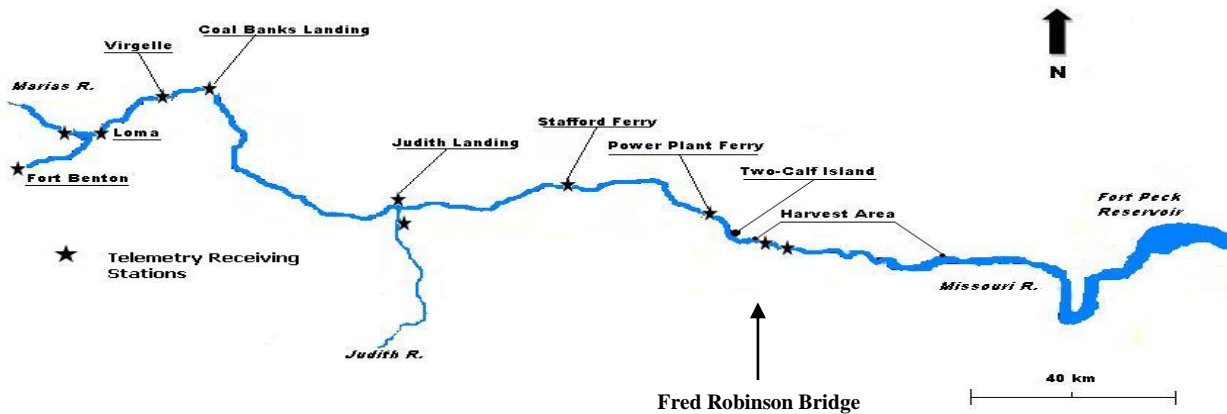 Coal Banks Landing
Virgelle
Marias R.
N
Loma
Stafford Ferry
Judith Landing
Power Plant Ferry
Two-Calf Island
Fort Benton
Fort Peck
Reservoir
Harvest Area
Telemetry Receiving
Stations
Missouri R.
Judith R.
40 km
Fred Robinson Bridge